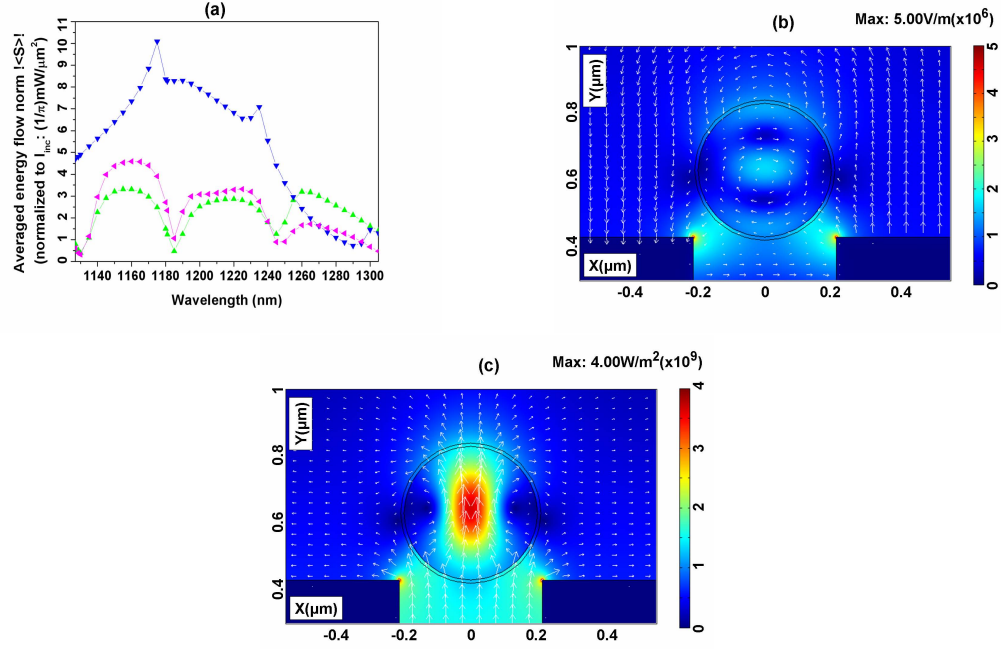 (a)
Averaged energy flow norm !<S>!
(normalized to I_inc: (1/π)mW/μm²)
11
10
9
8
7
6
5
4
3
2
1
0
1140 1160 1180 1200 1220 1240 1260 1280 1300
Wavelength (nm)
(b)
Max: 5.00V/m(x10⁶)
Y(μm)
1
0.8
0.6
0.4
X(μm)
-0.4 -0.2 0 0.2 0.4
5
4
3
2
1
0
(c)
Max: 4.00W/m²(x10⁹)
Y(μm)
1
0.8
0.6
0.4
X(μm)
-0.4 -0.2 0 0.2 0.4
4
3
2
1
0